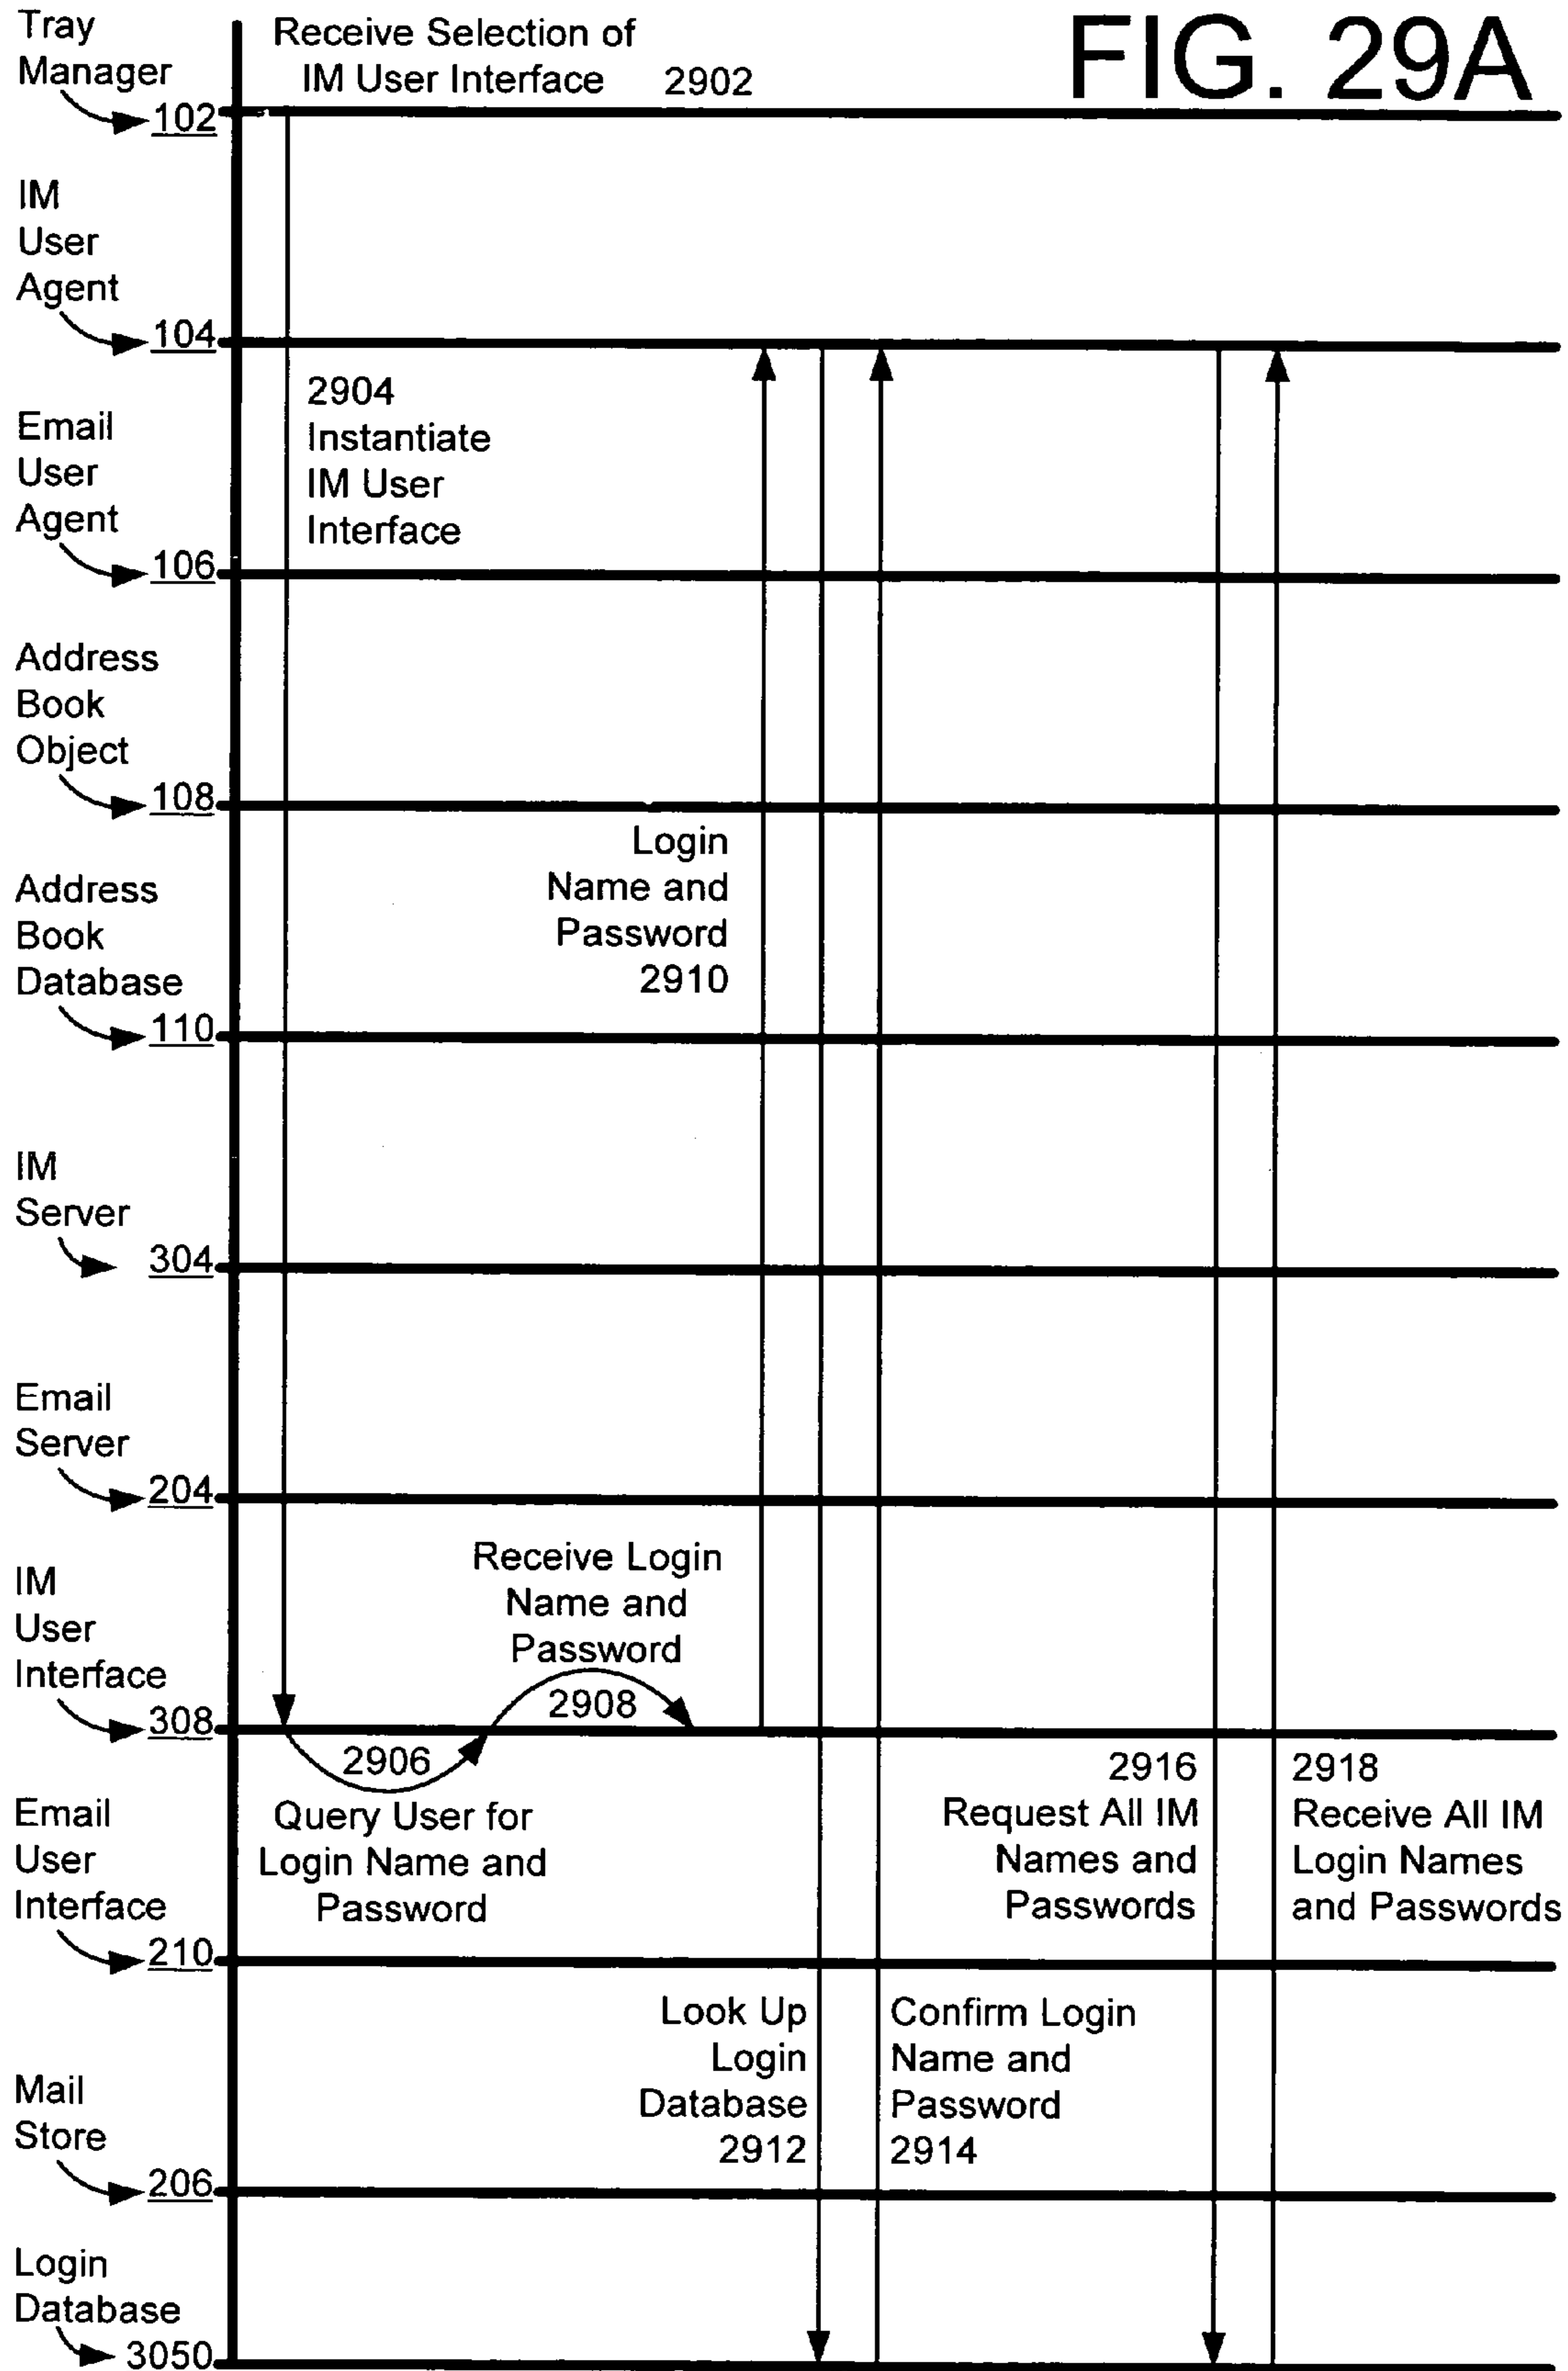 FIG. 29A
Tray
Manager
102
Receive Selection of
IM User Interface 2902
IM
User
Agent
104
2904
Instantiate
IM User
Interface
Email
User
Agent
106
Address
Book
Object
108
Login
Name and
Password
2910
Address
Book
Database
110
IM
Server
304
Email
Server
204
Receive Login
Name and
Password
2908
IM
User
Interface
308
2906
Query User for
Login Name and
Password
2916
Request All IM
Names and
Passwords
2918
Receive All IM
Login Names
and Passwords
Email
User
Interface
210
Look Up
Login
Database
2912
Confirm Login
Name and
Password
2914
Mail
Store
206
Login
Database
3050